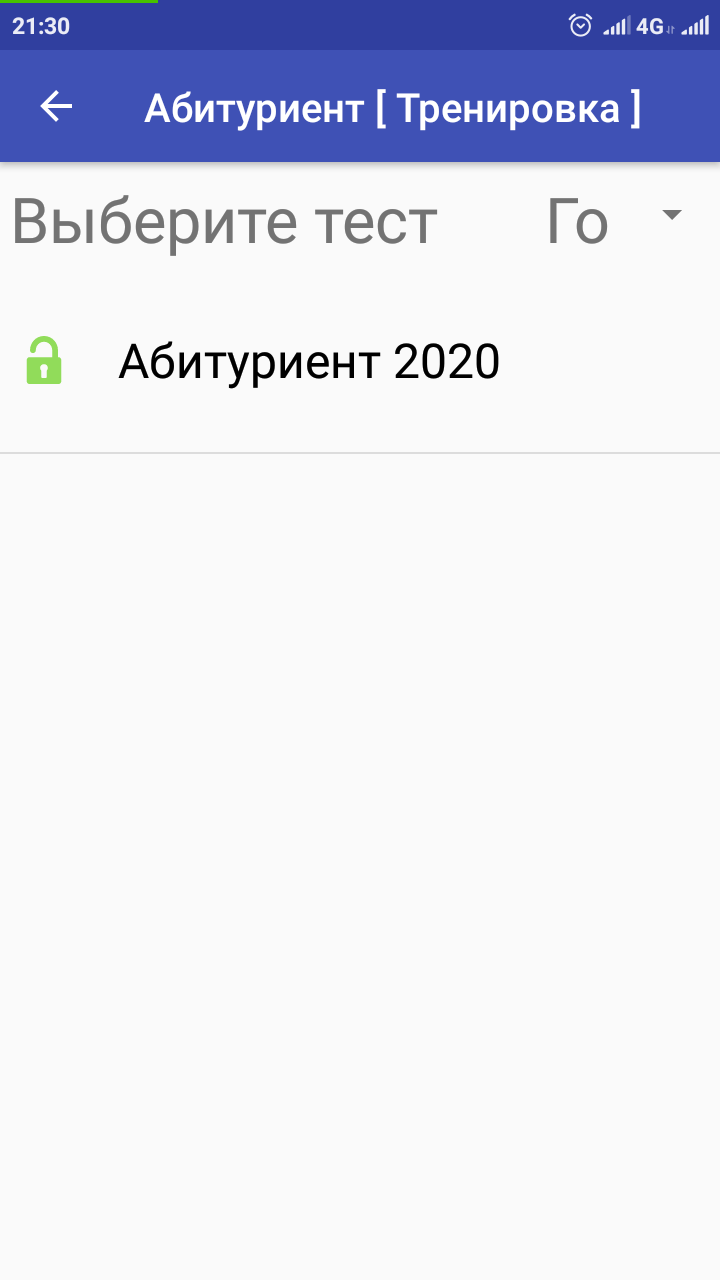 21:30 4G
Абитуриент [ Тренировка ]
Выберите тест Го
Абитуриент 2020